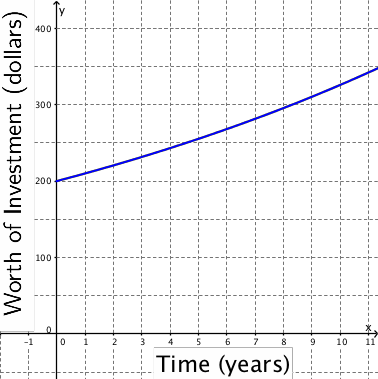 y
400
300
200
100
0
Worth of Investment (dollars)
-1 0 1 2 3 4 5 6 7 8 9 10 11
x
Time (years)